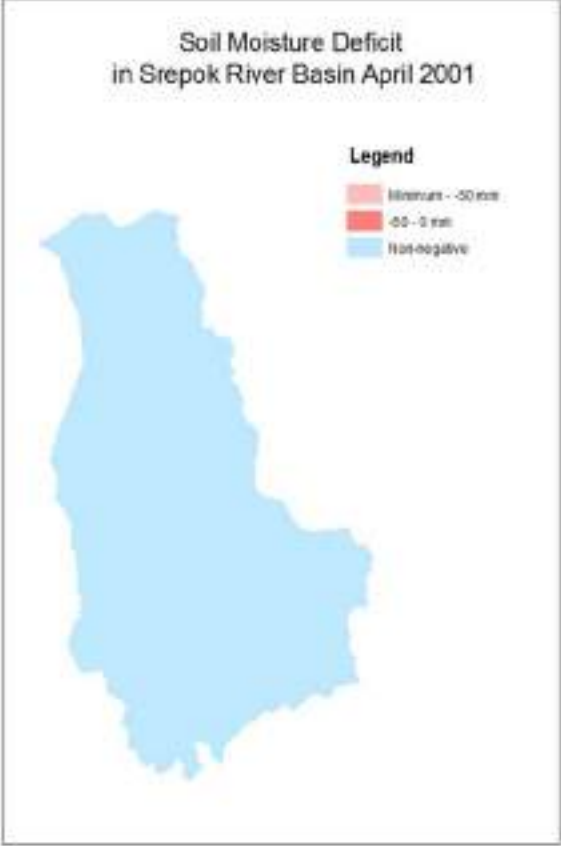 Soil Moisture Deficit
in Srepok River Basin April 2001
Legend
Minimum - -50 mm
-50 - 0 mm
Non-negative